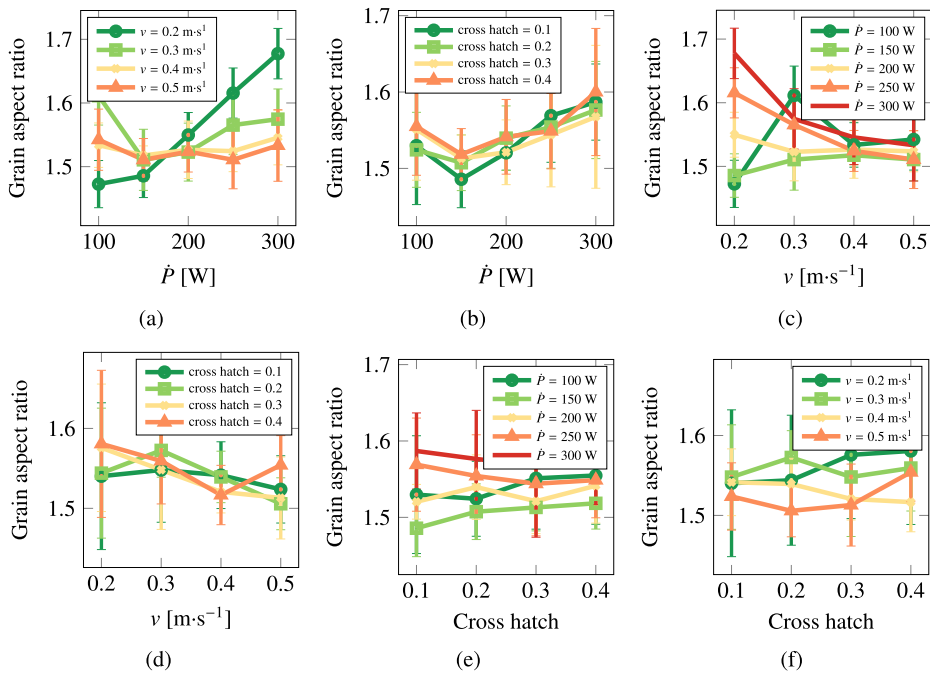 1.7
1.6
1.5
Grain aspect ratio
v = 0.2 m·s¹
v = 0.3 m·s¹
v = 0.4 m·s¹
v = 0.5 m·s¹
100 200 300
Ṗ [W]
(a)
1.7
1.6
1.5
Grain aspect ratio
cross hatch = 0.1
cross hatch = 0.2
cross hatch = 0.3
cross hatch = 0.4
100 200 300
Ṗ [W]
(b)
1.7
1.6
1.5
Grain aspect ratio
Ṗ = 100 W
Ṗ = 150 W
Ṗ = 200 W
Ṗ = 250 W
Ṗ = 300 W
0.2 0.3 0.4 0.5
v [m·s⁻¹]
(c)
1.6
1.5
Grain aspect ratio
cross hatch = 0.1
cross hatch = 0.2
cross hatch = 0.3
cross hatch = 0.4
0.2 0.3 0.4 0.5
v [m·s⁻¹]
(d)
1.7
1.6
1.5
Grain aspect ratio
Ṗ = 100 W
Ṗ = 150 W
Ṗ = 200 W
Ṗ = 250 W
Ṗ = 300 W
0.1 0.2 0.3 0.4
Cross hatch
(e)
1.6
1.5
Grain aspect ratio
v = 0.2 m·s¹
v = 0.3 m·s¹
v = 0.4 m·s¹
v = 0.5 m·s¹
0.1 0.2 0.3 0.4
Cross hatch
(f)